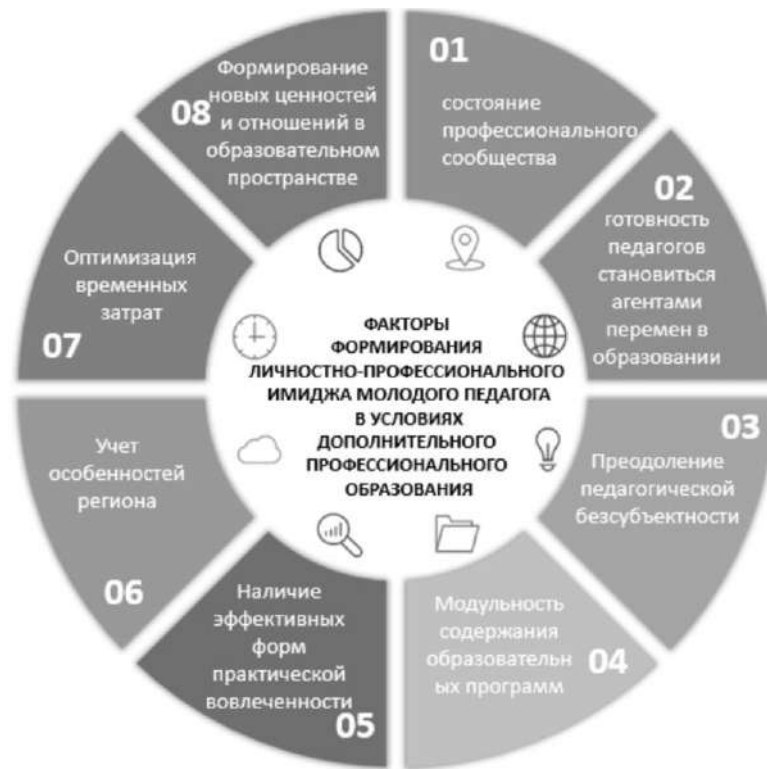 01
состояние
профессионального
сообщества
02
готовность
педагогов
становиться
агентами
перемен в
образовании
03
Преодоление
педагогической
безсубъектности
Модульность
содержания
образовательн
ых программ
04
Наличие
эффективных
форм
практической
вовлеченности
05
Учет
особенностей
региона
06
Оптимизация
временных
затрат
07
Формирование
новых ценностей
08 и отношений в
образовательном
пространстве
ФАКТОРЫ
ФОРМИРОВАНИЯ
ЛИЧНОСТНО-ПРОФЕССИОНАЛЬНОГО
ИМИДЖА МОЛОДОГО ПЕДАГОГА
В УСЛОВИЯХ
ДОПОЛНИТЕЛЬНОГО
ПРОФЕССИОНАЛЬНОГО
ОБРАЗОВАНИЯ